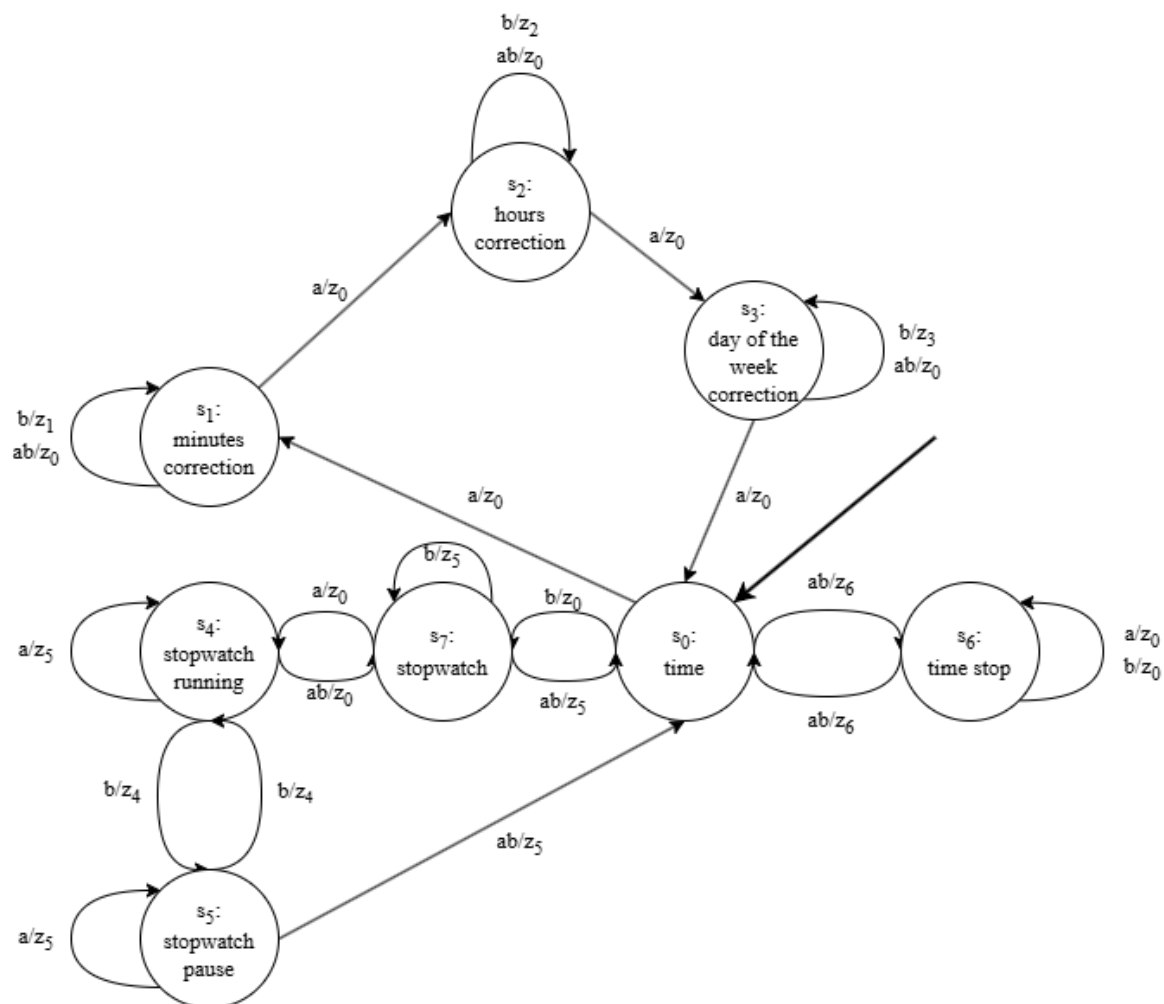 b/z₂
ab/z₀
s₂:
hours
correction
a/z₀
a/z₀
s₃:
day of the
week
correction
b/z₃
ab/z₀
b/z₁
ab/z₀
s₁:
minutes
correction
a/z₀
a/z₀
b/z₅
a/z₀
b/z₀
ab/z₆
s₄:
stopwatch
running
s₇:
stopwatch
s₀:
time
s₆:
time stop
a/z₅
a/z₀
b/z₀
ab/z₀
ab/z₅
ab/z₆
b/z₄
b/z₄
ab/z₅
s₅:
stopwatch
pause
a/z₅